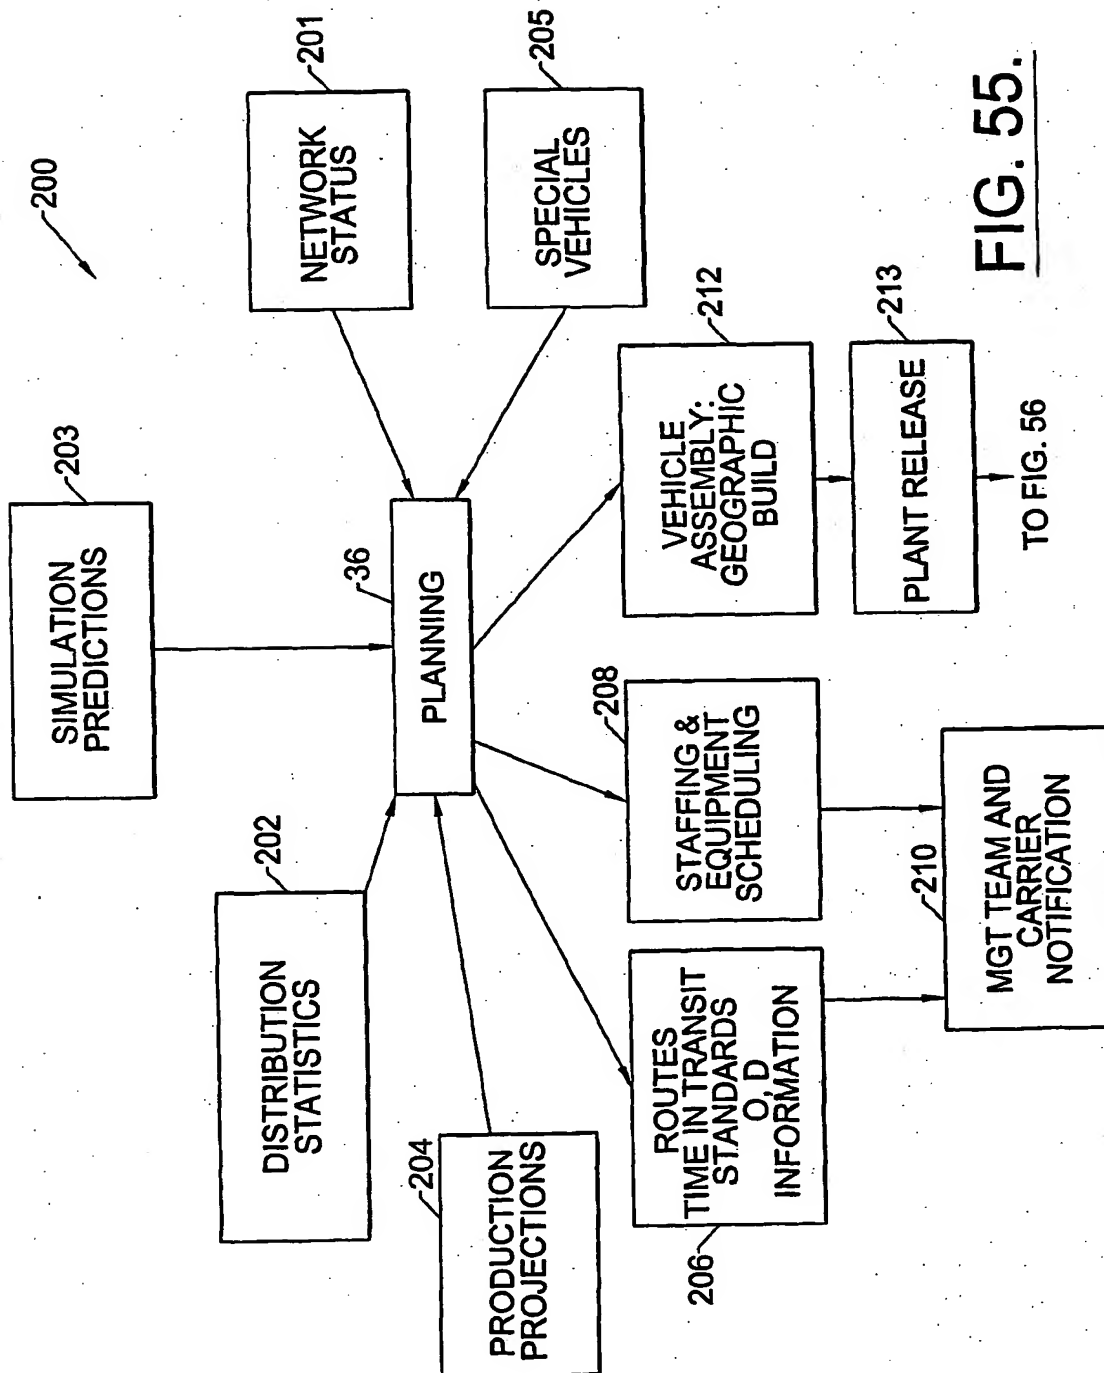 200
203
SIMULATION
PREDICTIONS
202
DISTRIBUTION
STATISTICS
201
NETWORK
STATUS
204
PRODUCTION
PROJECTIONS
36
PLANNING
205
SPECIAL
VEHICLES
206
ROUTES
TIME IN TRANSIT
STANDARDS
O, D
INFORMATION
208
STAFFING &
EQUIPMENT
SCHEDULING
212
VEHICLE
ASSEMBLY:
GEOGRAPHIC
BUILD
210
MGT TEAM AND
CARRIER
NOTIFICATION
213
PLANT RELEASE
TO FIG. 56
FIG. 55.